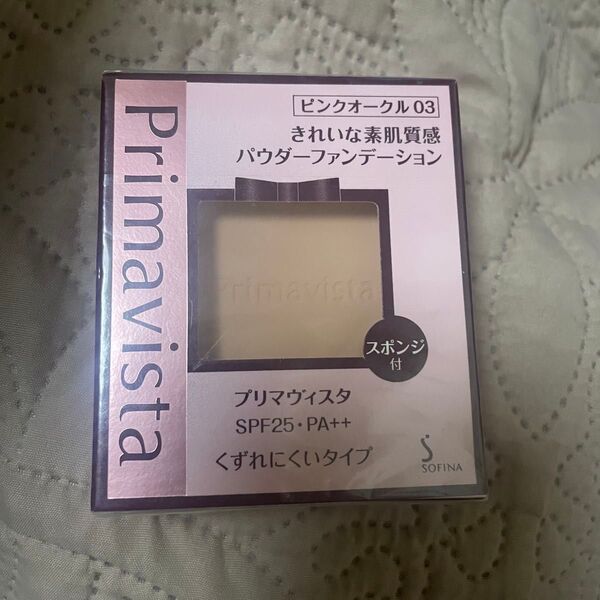 Primavista
ピンクオークル 03
きれいな素肌質感
パウダーファンデーション
Primavista
スポンジ
付
プリマヴィスタ
SPF25・PA++
くずれにくいタイプ
S
SOFINA